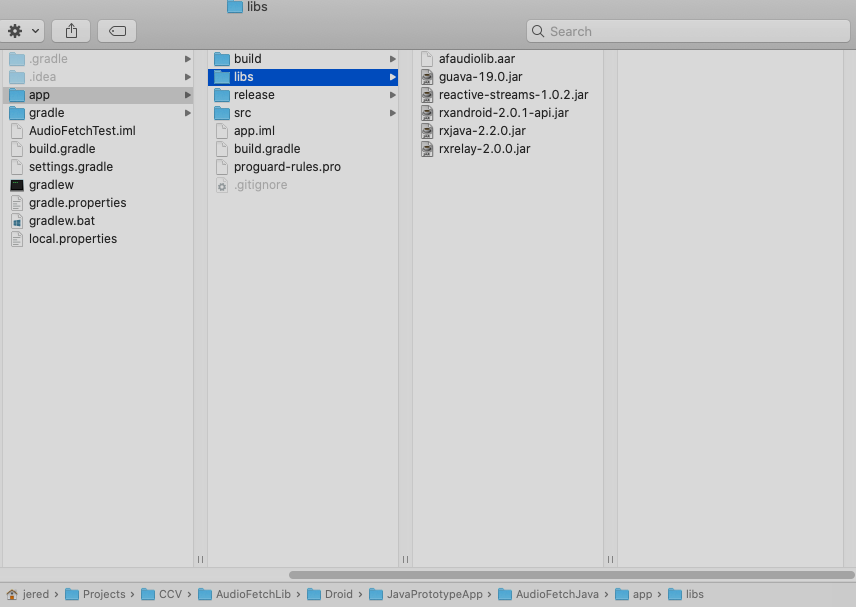 libs
Search
.gradle
.idea
app
gradle
AudioFetchTest.iml
build.gradle
settings.gradle
gradlew
gradle.properties
gradlew.bat
local.properties
build
libs
release
src
app.iml
build.gradle
proguard-rules.pro
.gitignore
afaudiolib.aar
guava-19.0.jar
reactive-streams-1.0.2.jar
rxandroid-2.0.1-api.jar
rxjava-2.2.0.jar
rxrelay-2.0.0.jar
jered › Projects › CCV › AudioFetchLib › Droid › JavaPrototypeApp › AudioFetchJava › app › libs